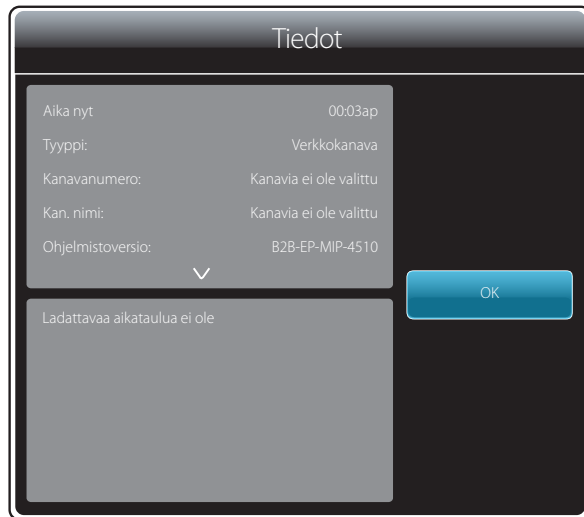 Tiedot
Aika nyt 00:03ap
Tyyppi: Verkkokanava
Kanavanumero: Kanavia ei ole valittu
Kan. nimi: Kanavia ei ole valittu
Ohjelmistoversio: B2B-EP-MIP-4510
OK
Ladattavaa aikataulua ei ole